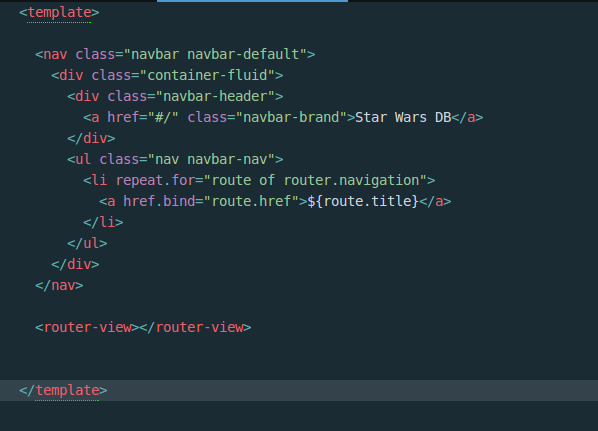 <template>
<nav class="navbar navbar-default">
<div class="container-fluid">
<div class="navbar-header">
<a href="#/" class="navbar-brand">Star Wars DB</a>
</div>
<ul class="nav navbar-nav">
<li repeat.for="route of router.navigation">
<a href.bind="route.href">${route.title}</a>
</li>
</ul>
</div>
</nav>
<router-view></router-view>
</template>